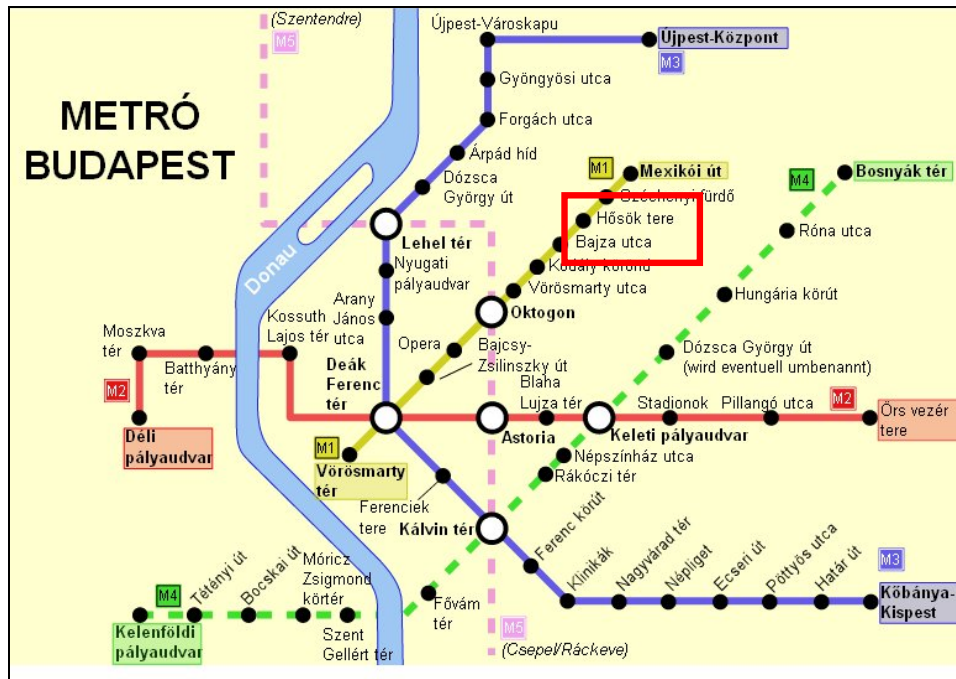 (Szentendre)
M5
METRÓ
BUDAPEST
Donau
Újpest-Városkapu
Újpest-Központ
M3
Gyöngyösi utca
Forgách utca
Árpád híd
Dózsca
György út
Lehel tér
Nyugati
pályaudvar
Arany
János
utca
M1
Mexikói út
Széchenyi fürdő
Hősök tere
Bajza utca
Kodály körönd
Vörösmarty utca
Oktogon
Opera
Bajcsy-
Zsilinszky út
M4
Bosnyák tér
Róna utca
Hungária körút
Dózsca György út
(wird eventuell umbenannt)
Moszkva
tér
Batthyány
tér
Kossuth
Lajos tér
Deák
Ferenc
tér
M2
Déli
pályaudvar
M1
Vörösmarty
tér
Astoria
Blaha
Lujza tér
Keleti pályaudvar
Stadionok
Pillangó utca
M2
Örs vezér
tere
Népszínház utca
Rákóczi tér
Ferenciek
tere
Kálvin tér
Ferenc körút
Klinikák
Nagyvárad tér
Népliget
Ecseri út
Pöttyös utca
Határ út
M3
Kőbánya-
Kispest
M4
Kelenföldi
pályaudvar
Tétényi út
Bocskai út
Móricz
Zsigmond
körtér
Szent
Gellért tér
Fővám
tér
M5
(Csepel/Ráckeve)